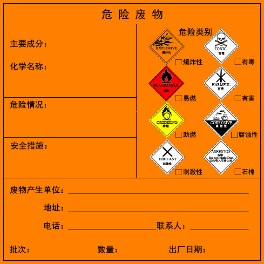 危险废物
主要成分：
化学名称：
危险情况：
安全措施：
危险类别
EXPLOSIVE
TOXIC
爆炸性
有毒
易燃
有害
助燃
腐蚀性
IRRITANT
刺激性
石棉
废物产生单位：
地址：
电话：
联系人：
批次：
数量：
出厂日期：